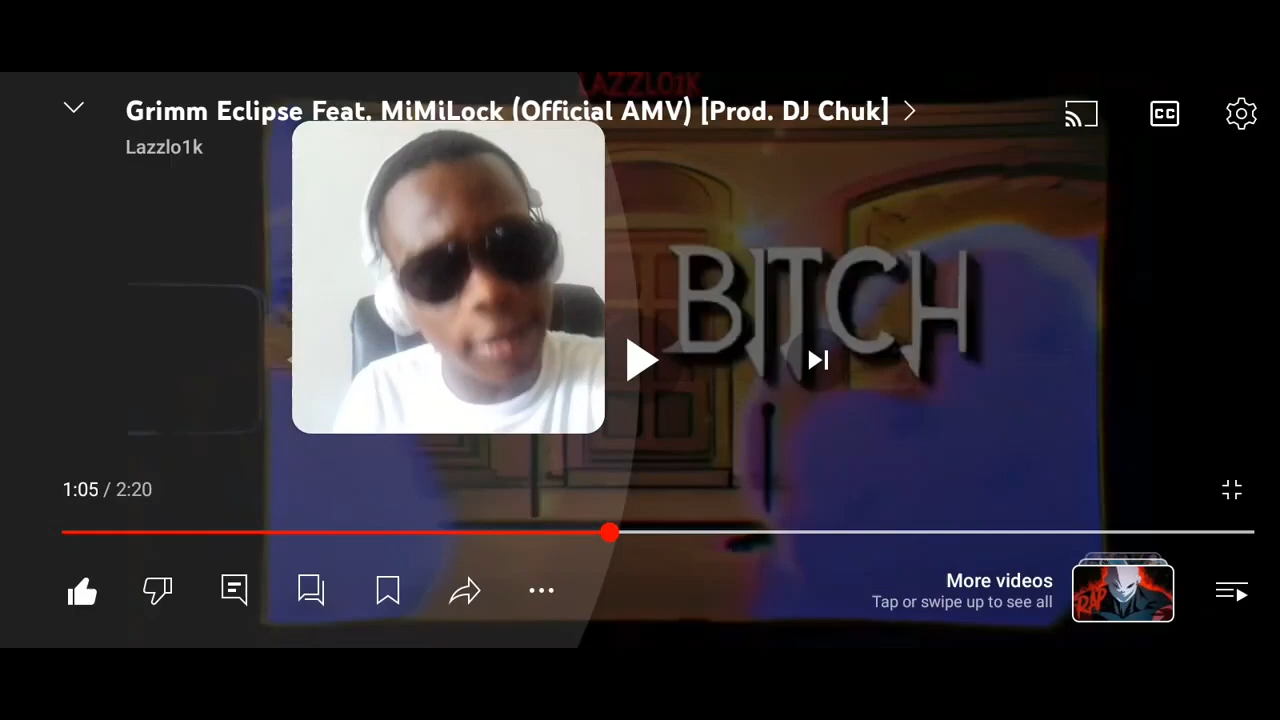 LAZZLO1K
Grimm Eclipse Feat. MiMiLock (Official AMV) [Prod. DJ Chuk]
Lazzlo1k
CC
BITCH
1:05 / 2:20
More videos
Tap or swipe up to see all
RAP